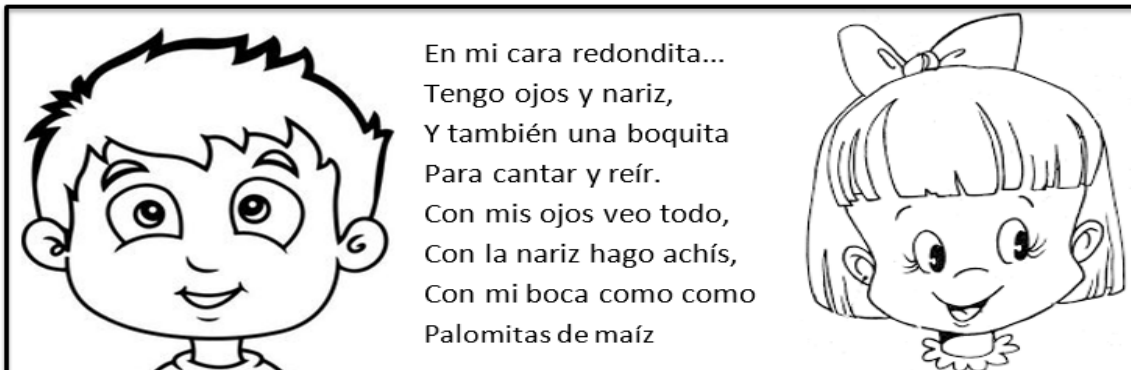 En mi cara redondita...
Tengo ojos y nariz,
Y también una boquita
Para cantar y reír.
Con mis ojos veo todo,
Con la nariz hago achís,
Con mi boca como como
Palomitas de maíz